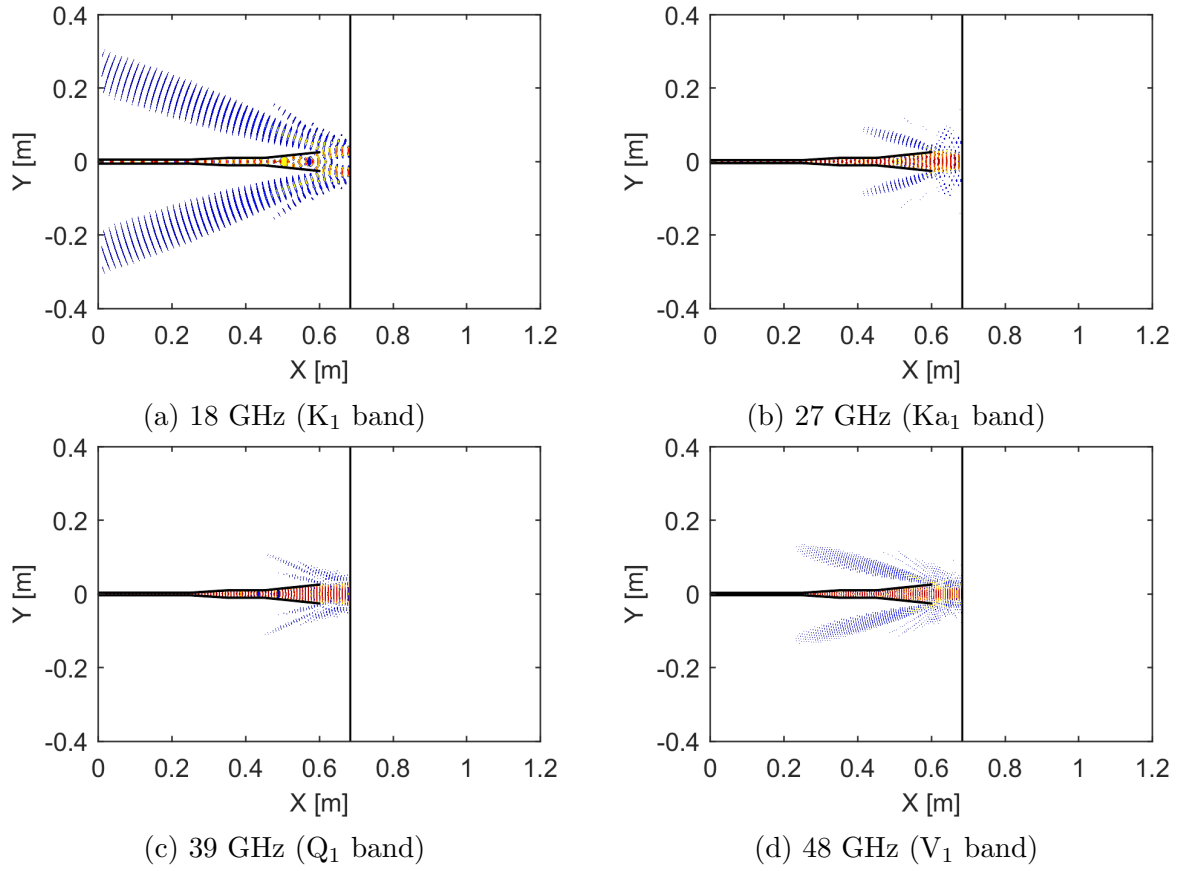 0.4
0.2
0
-0.2
-0.4
Y [m]
0 0.2 0.4 0.6 0.8 1 1.2
X [m]
(a) 18 GHz (K₁ band)
0.4
0.2
0
-0.2
-0.4
Y [m]
0 0.2 0.4 0.6 0.8 1 1.2
X [m]
(b) 27 GHz (Ka₁ band)
0.4
0.2
0
-0.2
-0.4
Y [m]
0 0.2 0.4 0.6 0.8 1 1.2
X [m]
(c) 39 GHz (Q₁ band)
0.4
0.2
0
-0.2
-0.4
Y [m]
0 0.2 0.4 0.6 0.8 1 1.2
X [m]
(d) 48 GHz (V₁ band)